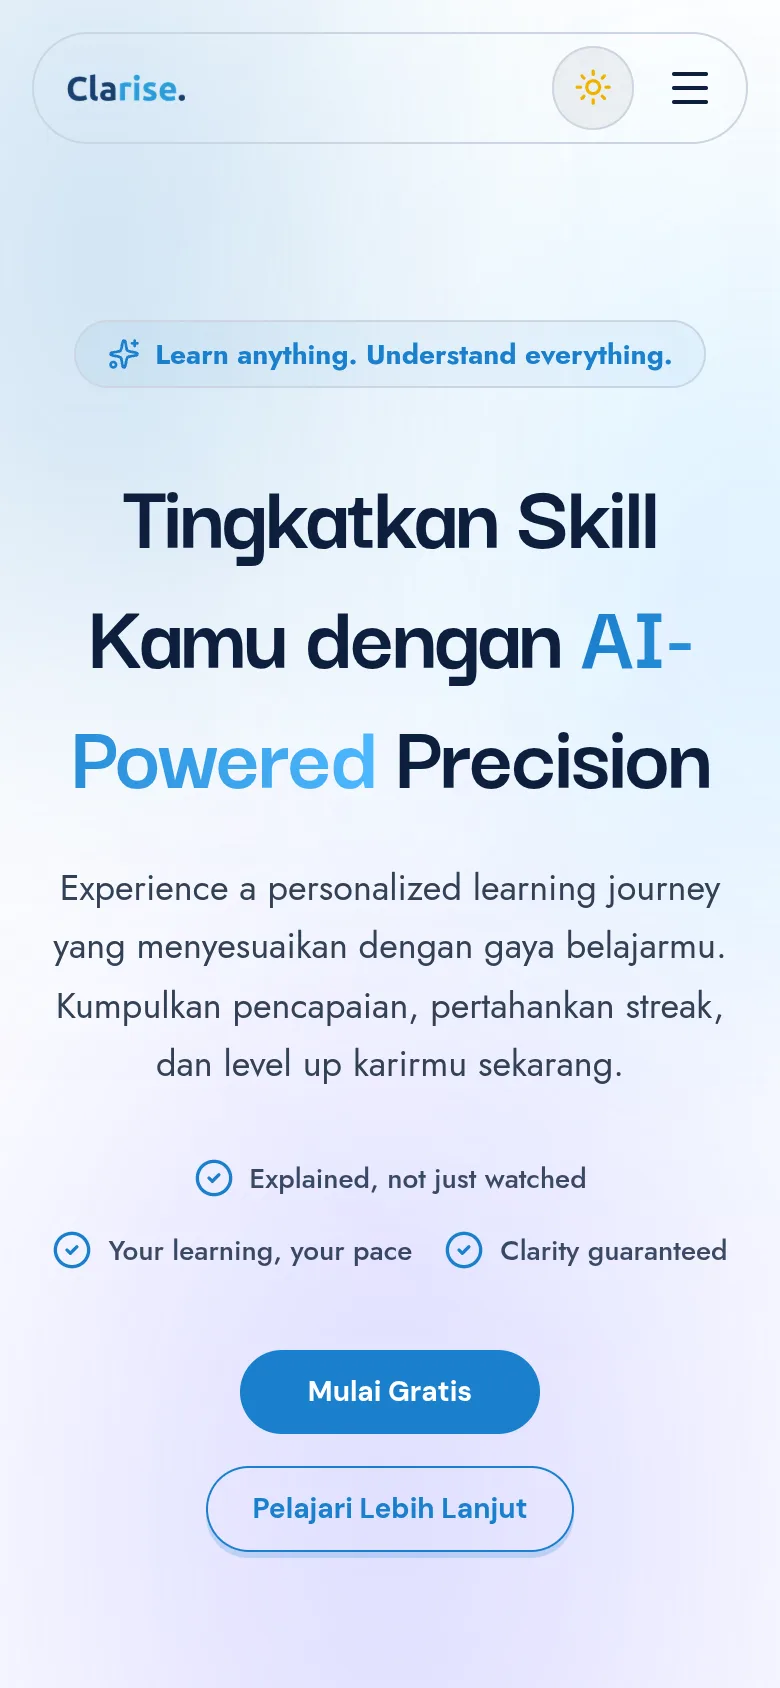 Clarise.
Learn anything. Understand everything.
Tingkatkan Skill
Kamu dengan AI-
Powered Precision
Experience a personalized learning journey
yang menyesuaikan dengan gaya belajarmu.
Kumpulkan pencapaian, pertahankan streak,
dan level up karirmu sekarang.
Explained, not just watched
Your learning, your pace Clarity guaranteed
Mulai Gratis
Pelajari Lebih Lanjut